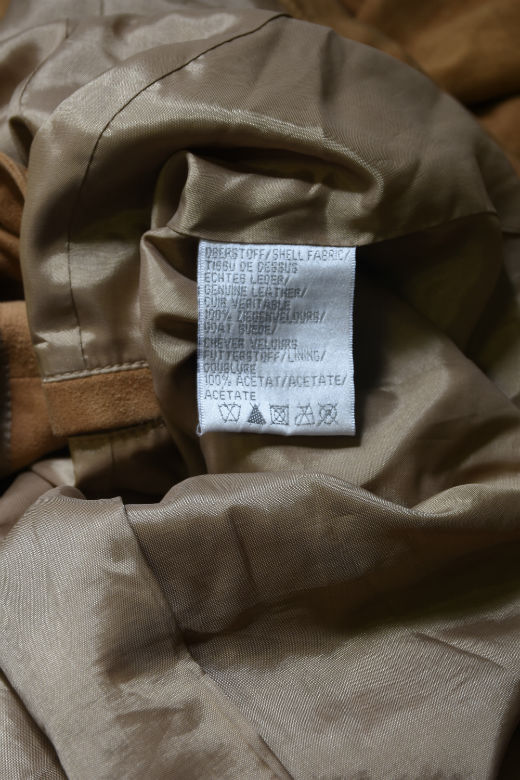 OBERSTOFF/SHELL FABRIC/
TISSU DE DESSUS
ECHTES LEDER/
GENUINE LEATHER/
CUIR VERITABLE
100% ZIEGENVELOURS/
GOAT SUEDE/
CHEVER VELOURS
FUTTERSTOFF/LINING/
DOUBLURE
100% ACETAT/ACETATE/
ACÉTATE